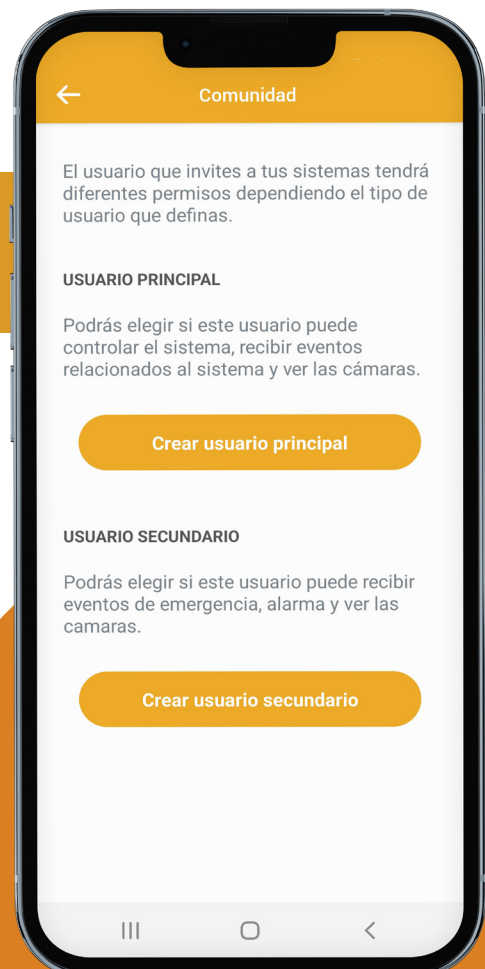 Comunidad
El usuario que invites a tus sistemas tendrá
diferentes permisos dependiendo el tipo de
usuario que definas.
USUARIO PRINCIPAL
Podrás elegir si este usuario puede
controlar el sistema, recibir eventos
relacionados al sistema y ver las cámaras.
Crear usuario principal
USUARIO SECUNDARIO
Podrás elegir si este usuario puede recibir
eventos de emergencia, alarma y ver las
camaras.
Crear usuario secundario